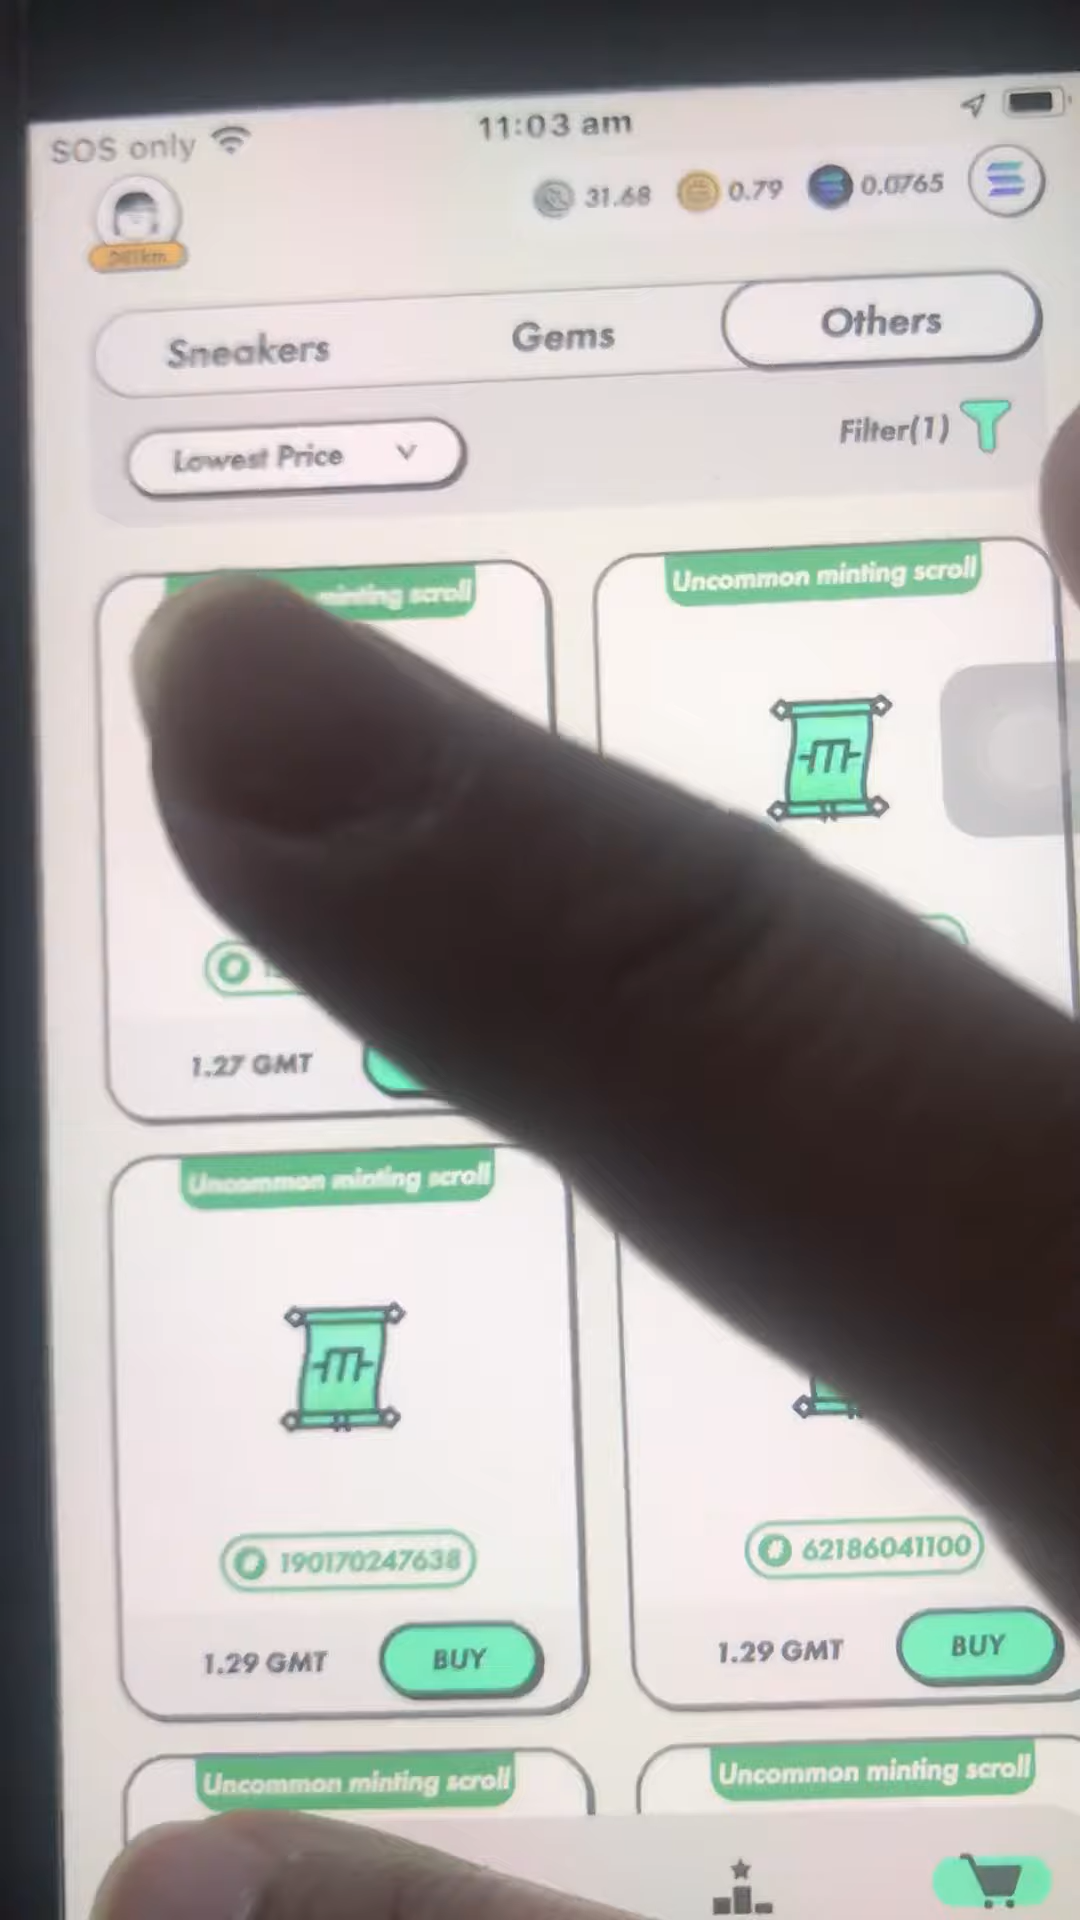 SOS only
11:03 am
31.68
0.79
0.0765
Sneakers
Gems
Others
Lowest Price
Filter(1)
minting scroll
Uncommon minting scroll
1.27 GMT
Uncommon minting scroll
190170247638
62186041100
1.29 GMT
BUY
1.29 GMT
BUY
Uncommon minting scroll
Uncommon minting scroll